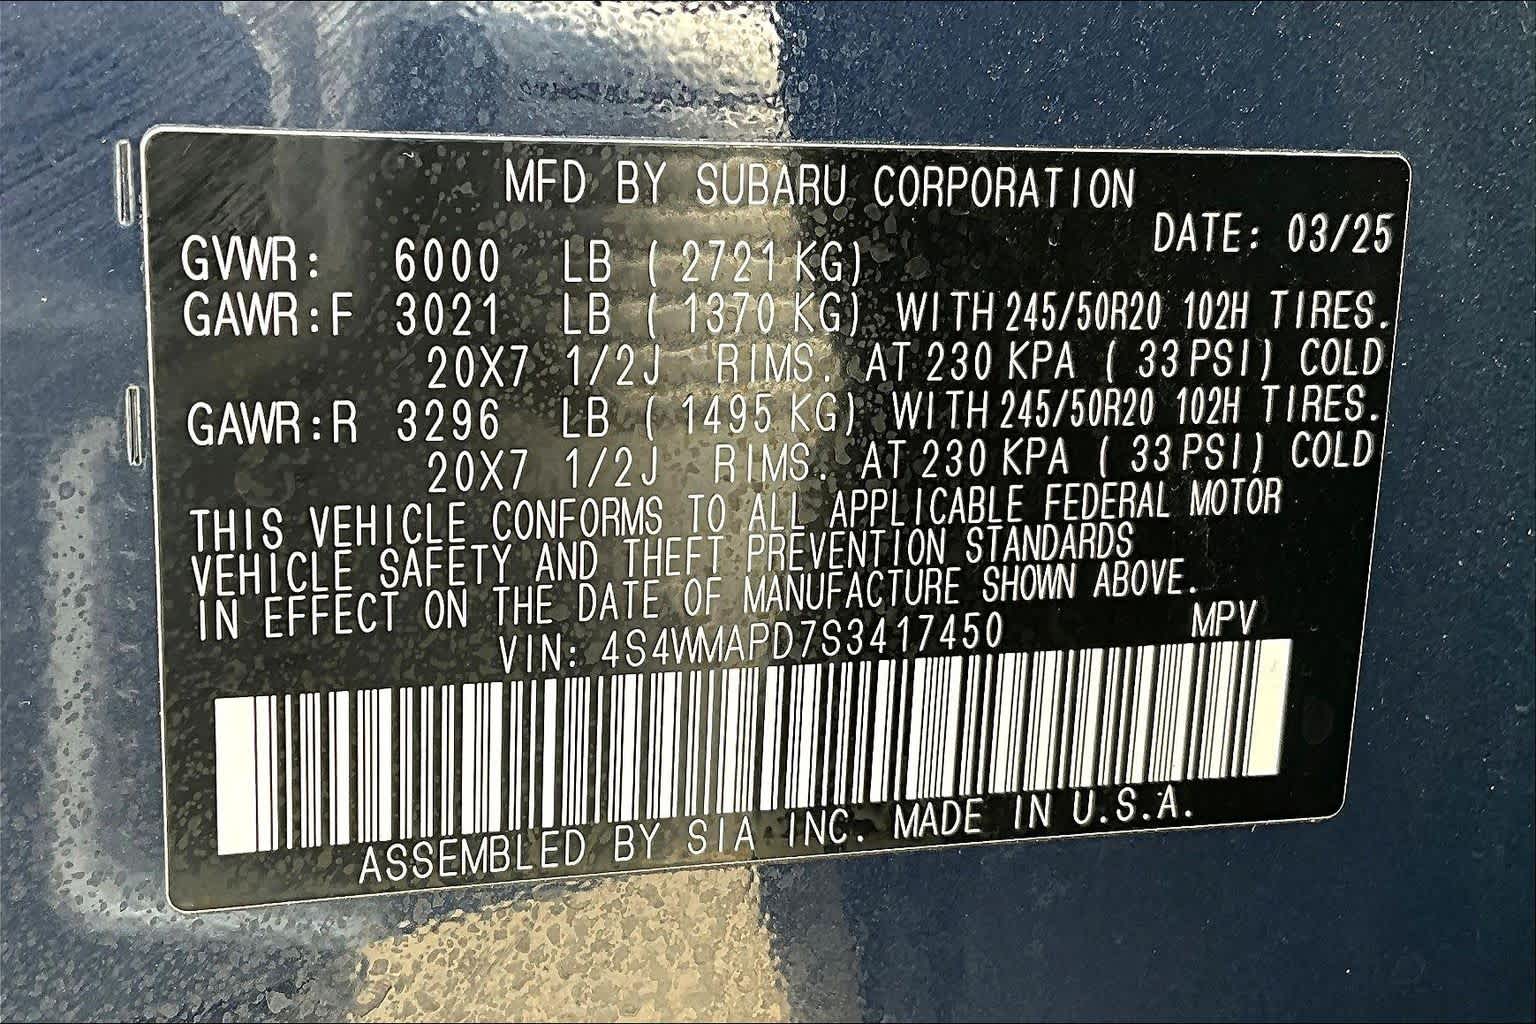 MFD BY SUBARU CORPORATION
DATE: 03/25
GVWR: 6000 LB ( 2721 KG)
GAWR:F 3021 LB ( 1370 KG) WITH 245/50R20 102H TIRES.
20X7 1/2J RIMS. AT 230 KPA ( 33 PSI) COLD
GAWR:R 3296 LB ( 1495 KG) WITH 245/50R20 102H TIRES.
20X7 1/2J RIMS. AT 230 KPA ( 33 PSI) COLD
THIS VEHICLE CONFORMS TO ALL APPLICABLE FEDERAL MOTOR
VEHICLE SAFETY AND THEFT PREVENTION STANDARDS
IN EFFECT ON THE DATE OF MANUFACTURE SHOWN ABOVE.
VIN: 4S4WMAPD7S3417450 MPV
ASSEMBLED BY SIA INC. MADE IN U.S.A.